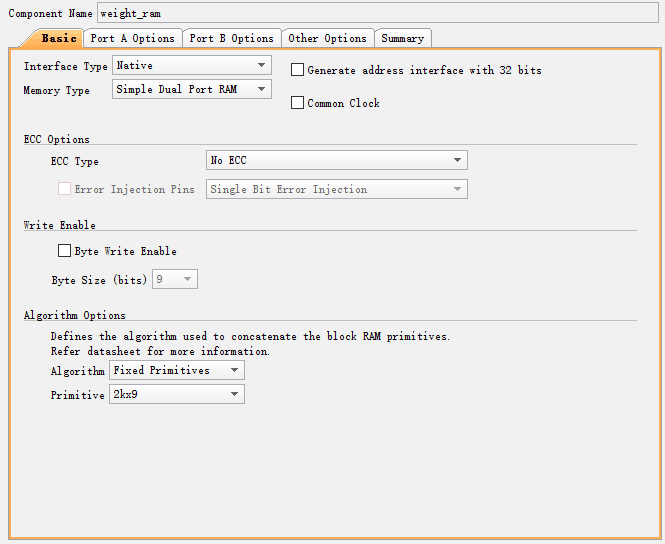 Component Name weight_ram
Basic Port A Options Port B Options Other Options Summary
Interface Type Native Generate address interface with 32 bits
Memory Type Simple Dual Port RAM Common Clock
ECC Options
ECC Type No ECC
Error Injection Pins Single Bit Error Injection
Write Enable
Byte Write Enable
Byte Size (bits) 9
Algorithm Options
Defines the algorithm used to concatenate the block RAM primitives.
Refer datasheet for more information.
Algorithm Fixed Primitives
Primitive 2kx9